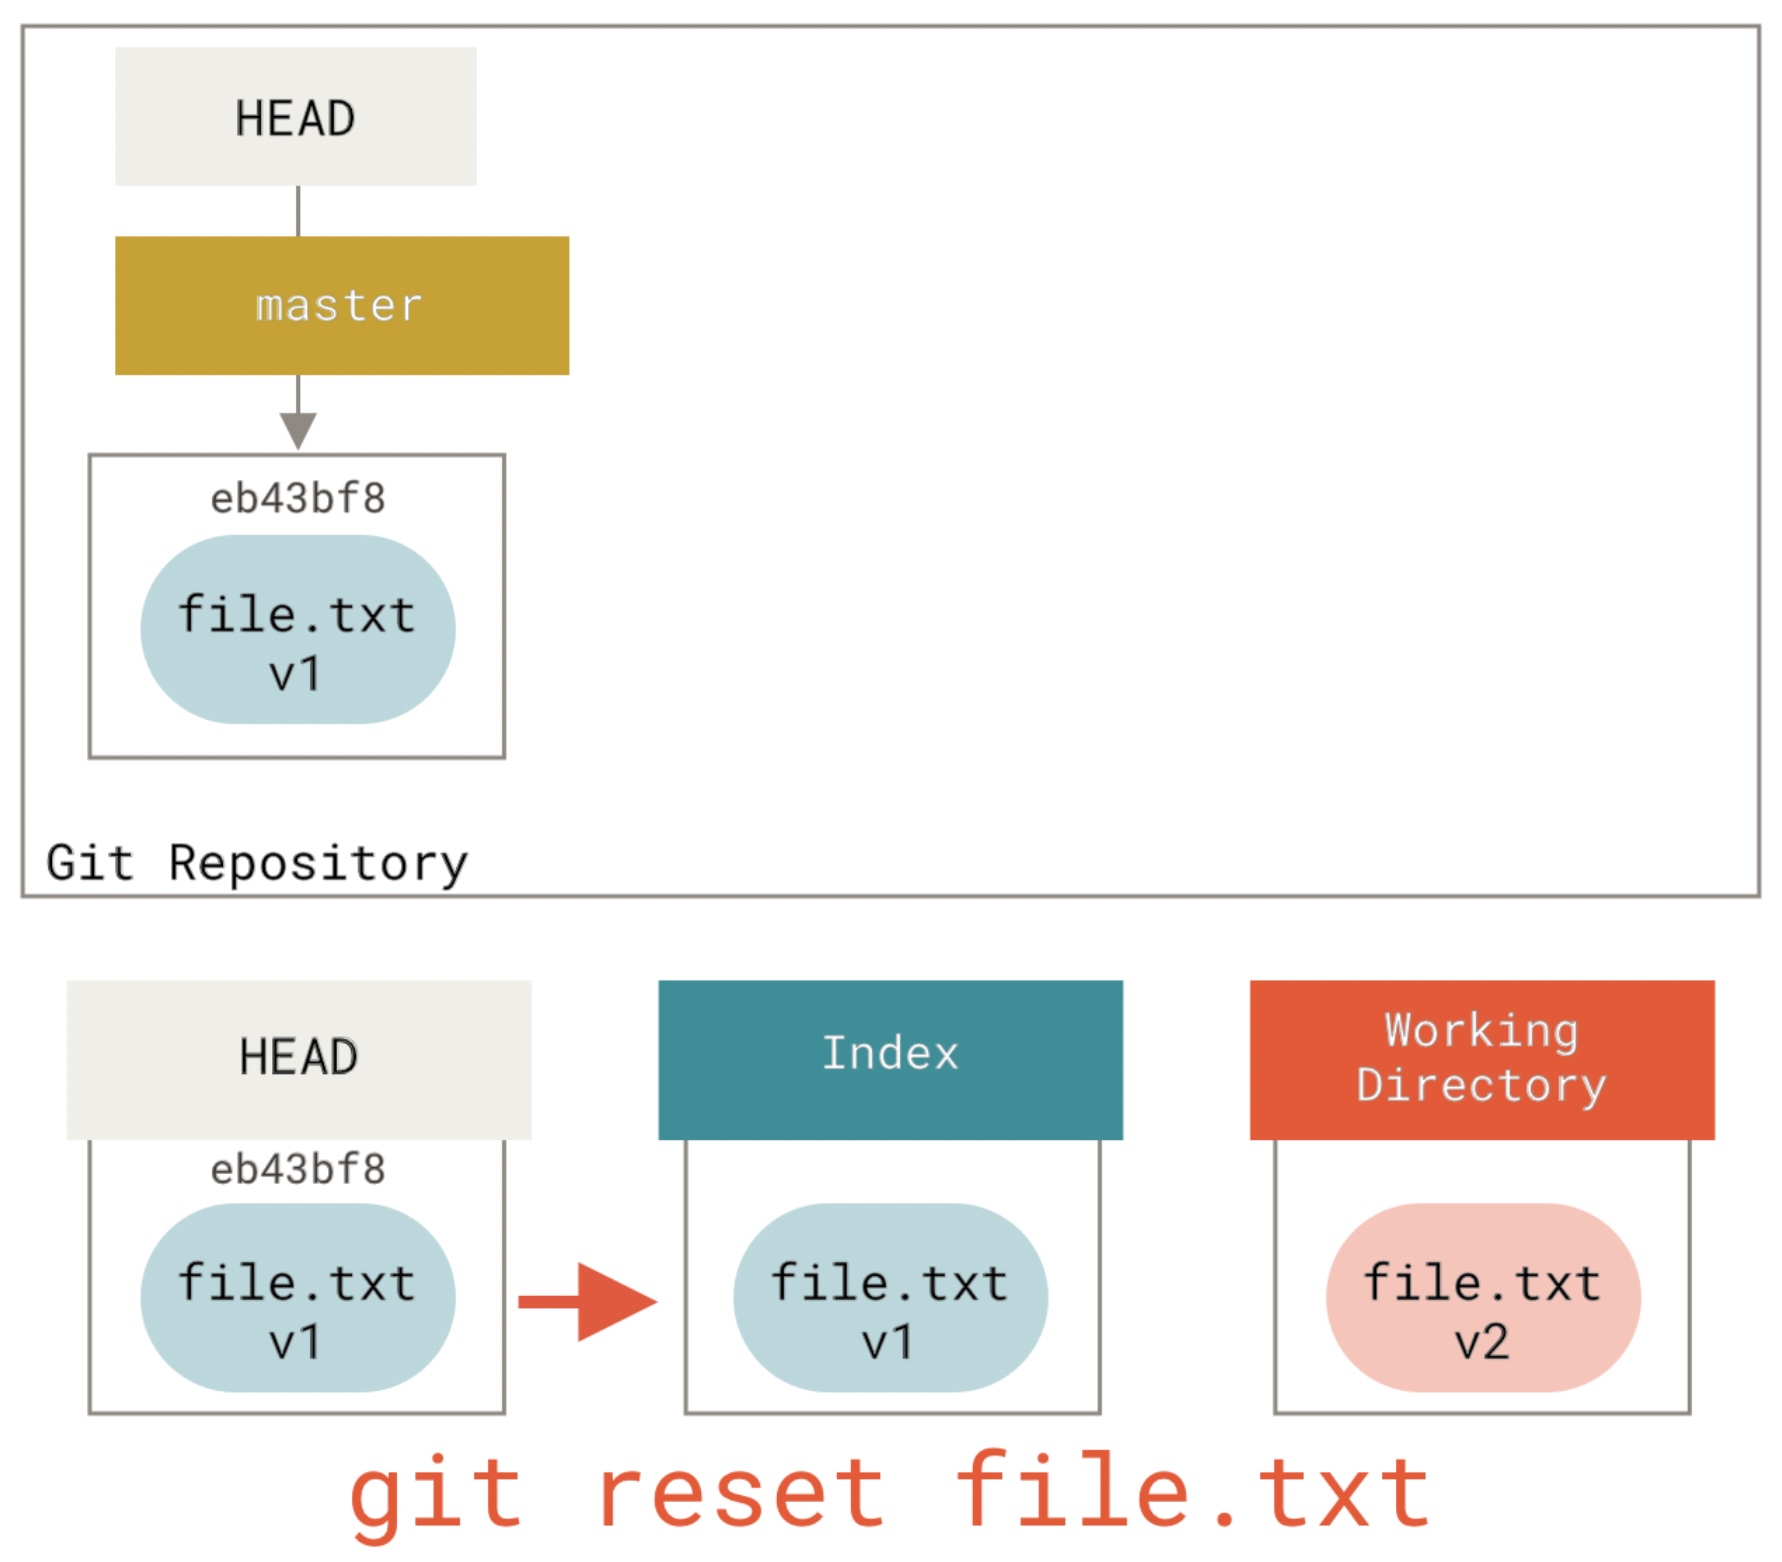 HEAD
master
eb43bf8
file.txt
v1
Git Repository
HEAD
eb43bf8
file.txt
v1
Index
file.txt
v1
Working
Directory
file.txt
v2
git reset file.txt